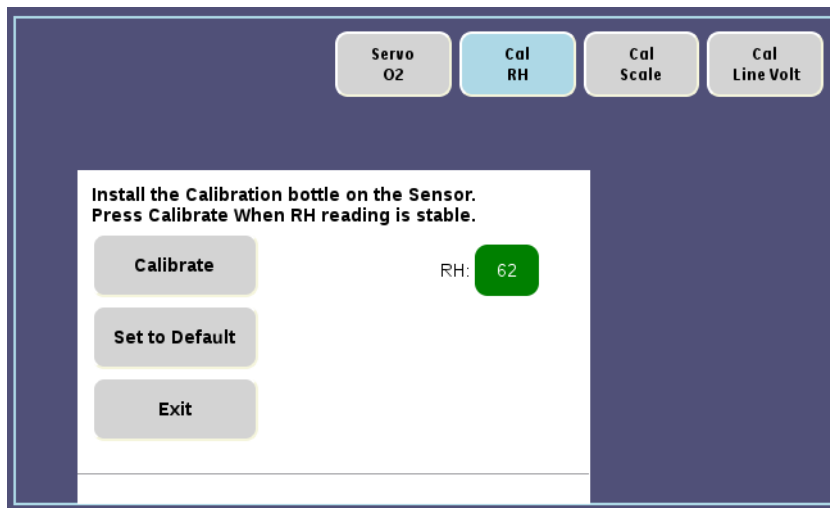 Servo
O2
Cal
RH
Cal
Scale
Cal
Line Volt
Install the Calibration bottle on the Sensor.
Press Calibrate When RH reading is stable.
Calibrate
RH: 62
Set to Default
Exit